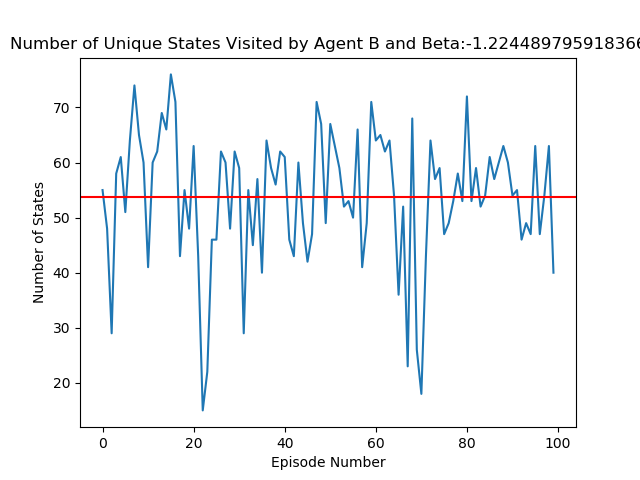 Number of Unique States Visited by Agent B and Beta:-1.2244897959183666
Number of States
70
60
50
40
30
20
0 20 40 60 80 100
Episode Number